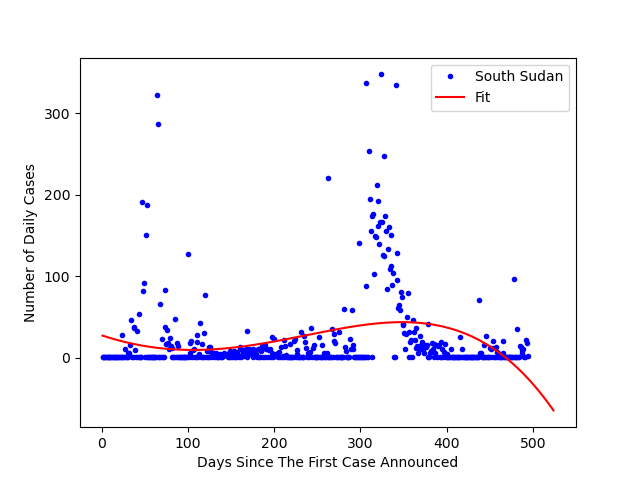 South Sudan
Fit
300
200
100
0
Number of Daily Cases
0 100 200 300 400 500
Days Since The First Case Announced